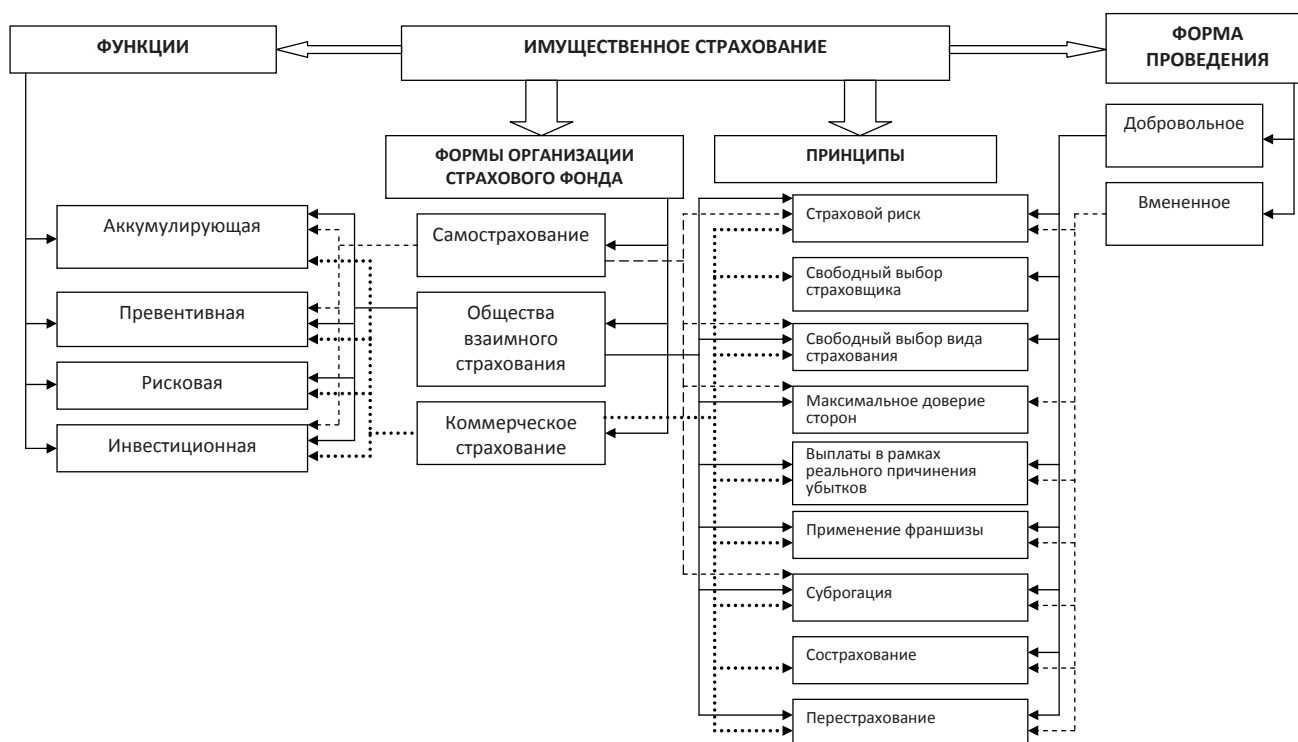 ФУНКЦИИ
ИМУЩЕСТВЕННОЕ СТРАХОВАНИЕ
ФОРМА
ПРОВЕДЕНИЯ
ФОРМЫ ОРГАНИЗАЦИИ
СТРАХОВОГО ФОНДА
ПРИНЦИПЫ
Добровольное
Вмененное
Аккумулирующая
Превентивная
Рисковая
Инвестиционная
Самострахование
Общества
взаимного
страхования
Коммерческое
страхование
Страховой риск
Свободный выбор
страховщика
Свободный выбор вида
страхования
Максимальное доверие
сторон
Выплаты в рамках
реального причинения
убытков
Применение франшизы
Суброгация
Сострахование
Перестрахование